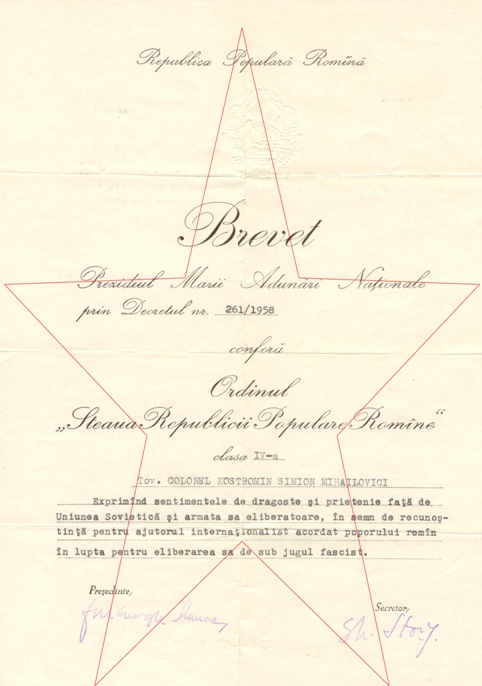 Republica Populară Romînă
Brevet
Prezidiul Marii Adunări Naționale
prin Decretul nr. 261/1958
conferă
Ordinul
„Steaua Republicii Populare Romîne"
clasa IV-a
Tov. COLONEL KOSTROMIN SIMION MIHAILOVICI
Exprimînd sentimentele de dragoste și prietenie față de
Uniunea Sovietică și armata sa eliberatoare, în semn de recunoș-
tință pentru ajutorul internaționalist acordat poporului romîn
în lupta pentru eliberarea sa de sub jugul fascist.
Președinte,
Secretar,